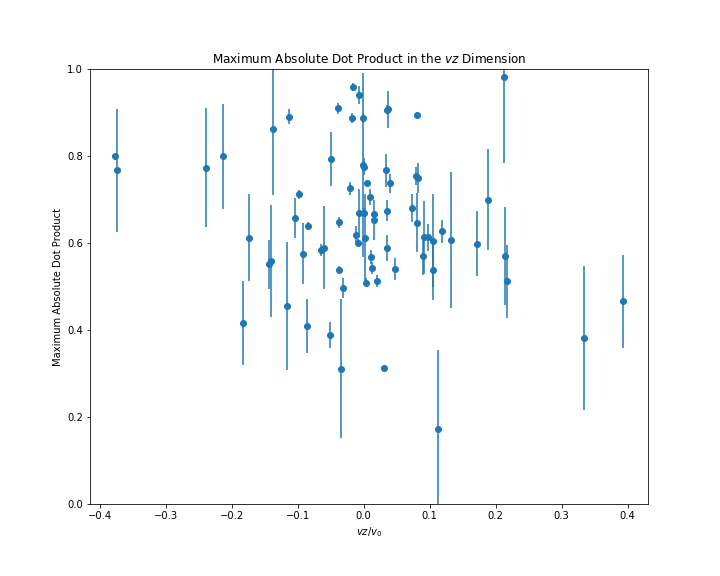 Maximum Absolute Dot Product in the vz Dimension
Maximum Absolute Dot Product
1.0
0.8
0.6
0.4
0.2
0.0
−0.4 −0.3 −0.2 −0.1 0.0 0.1 0.2 0.3 0.4
vz/v₀